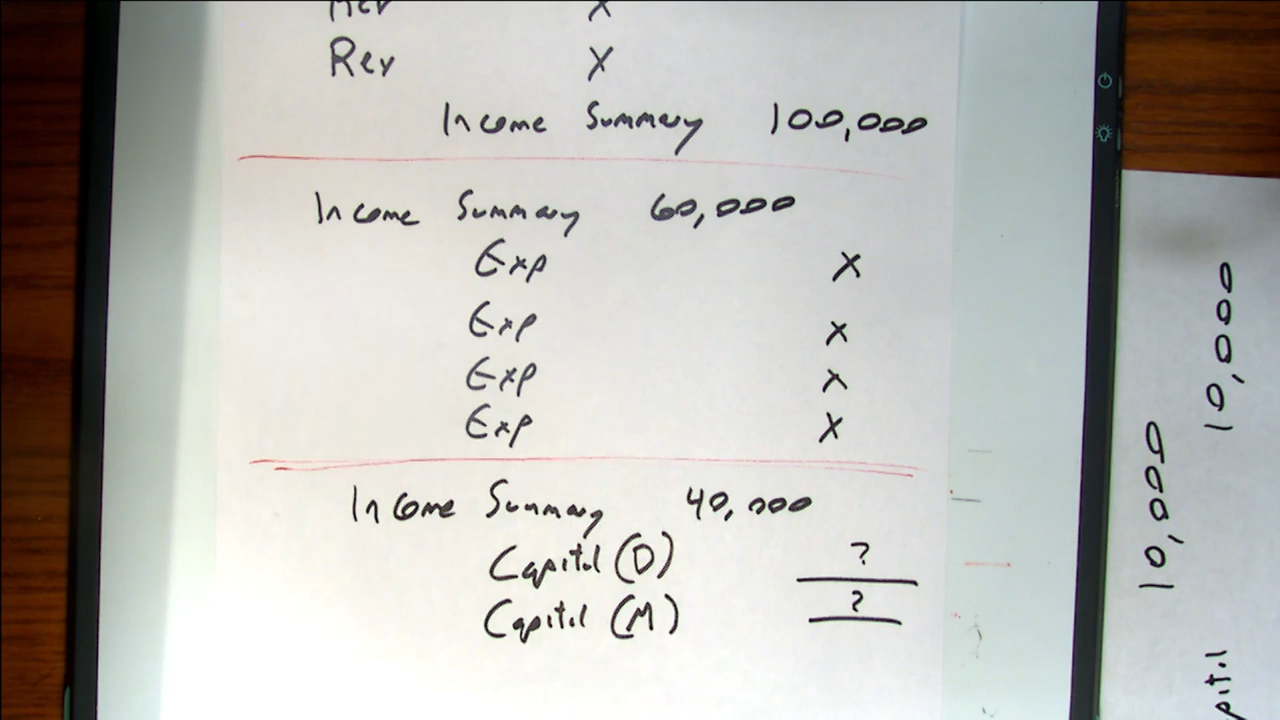 Rev X
Income Summary 100,000
Income Summary 60,000
Exp X
Exp X
Exp X
Exp X
Income Summary 40,000
Capital (D) ?
Capital (M) ?
10,000
10,000